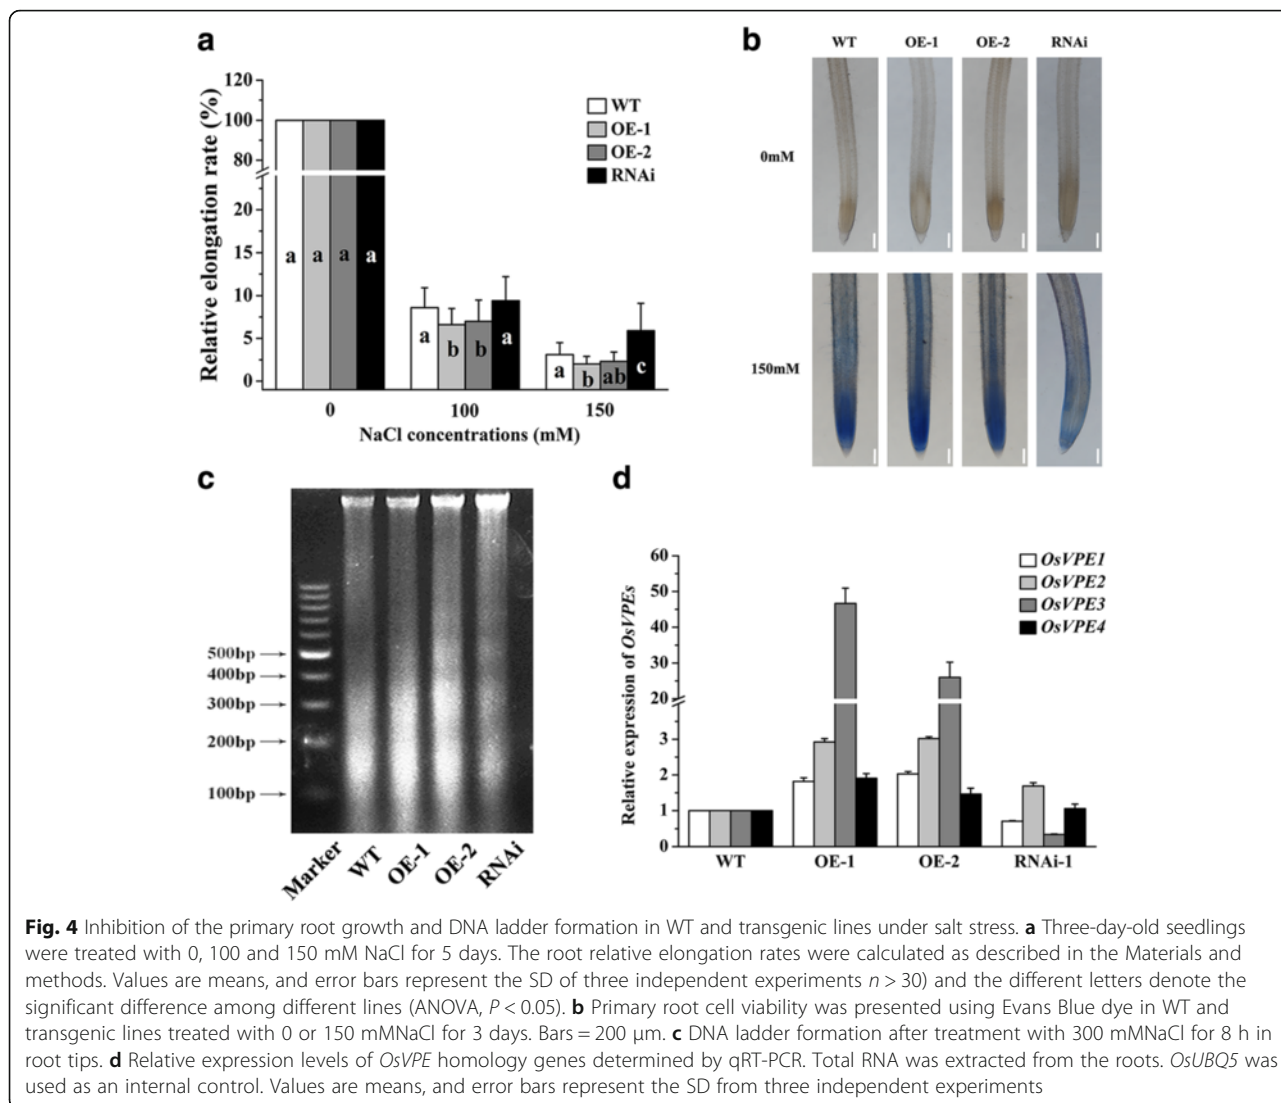 a
120
100
80
20
15
10
5
0
Relative elongation rate (%)
WT
OE-1
OE-2
RNAi
a a a a
a b b a
a b ab c
0 100 150
NaCl concentrations (mM)
b
WT OE-1 OE-2 RNAi
0mM
150mM
c
500bp
400bp
300bp
200bp
100bp
Marker WT OE-1 OE-2 RNAi
d
60
50
40
30
20
3
2
1
0
Relative expression of OsVPEs
OsVPE1
OsVPE2
OsVPE3
OsVPE4
WT OE-1 OE-2 RNAi-1
Fig. 4 Inhibition of the primary root growth and DNA ladder formation in WT and transgenic lines under salt stress. a Three-day-old seedlings
were treated with 0, 100 and 150 mM NaCl for 5 days. The root relative elongation rates were calculated as described in the Materials and
methods. Values are means, and error bars represent the SD of three independent experiments n > 30) and the different letters denote the
significant difference among different lines (ANOVA, P < 0.05). b Primary root cell viability was presented using Evans Blue dye in WT and
transgenic lines treated with 0 or 150 mMNaCl for 3 days. Bars = 200 μm. c DNA ladder formation after treatment with 300 mMNaCl for 8 h in
root tips. d Relative expression levels of OsVPE homology genes determined by qRT-PCR. Total RNA was extracted from the roots. OsUBQ5 was
used as an internal control. Values are means, and error bars represent the SD from three independent experiments